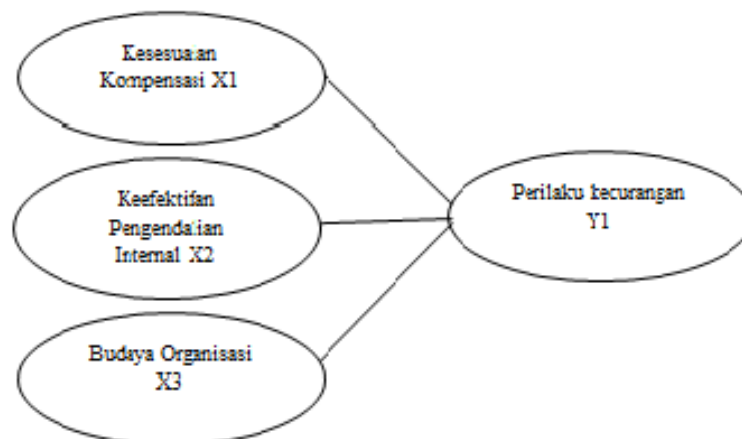 Kesesuaian
Kompensasi X1
Keefektifan
Pengendalian
Internal X2
Perilaku kecurangan
Y1
Budaya Organisasi
X3